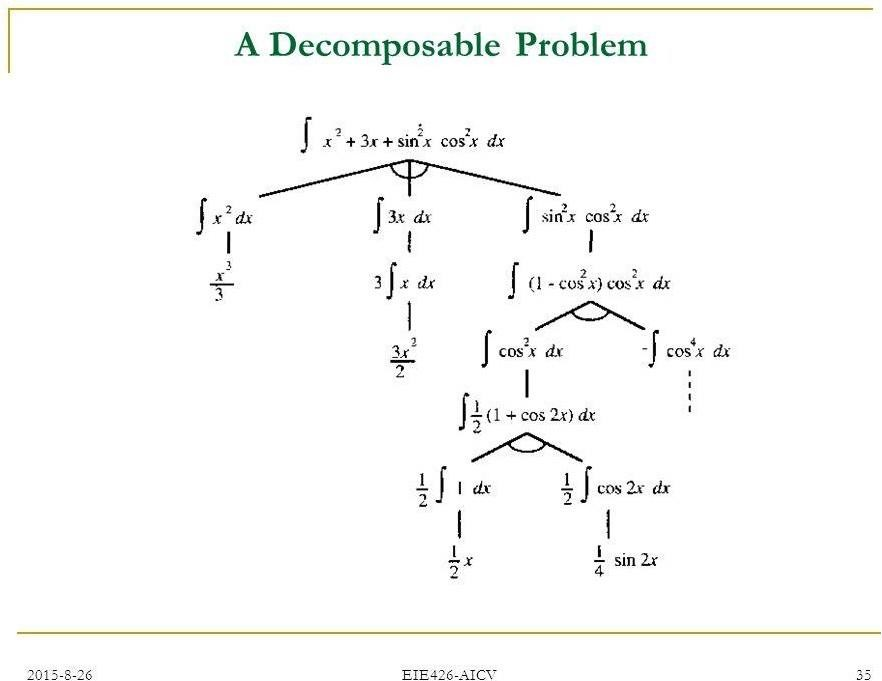 A Decomposable Problem
∫ x² + 3x + sin²x cos²x dx
∫ x² dx ∫ 3x dx ∫ sin²x cos²x dx
x³/3 3∫ x dx ∫ (1 - cos²x) cos²x dx
3x²/2 ∫ cos²x dx -∫ cos⁴x dx
∫ 1/2 (1 + cos 2x) dx
1/2 ∫ 1 dx 1/2 ∫ cos 2x dx
1/2 x 1/4 sin 2x
2015-8-26 EIE426-AICV 35